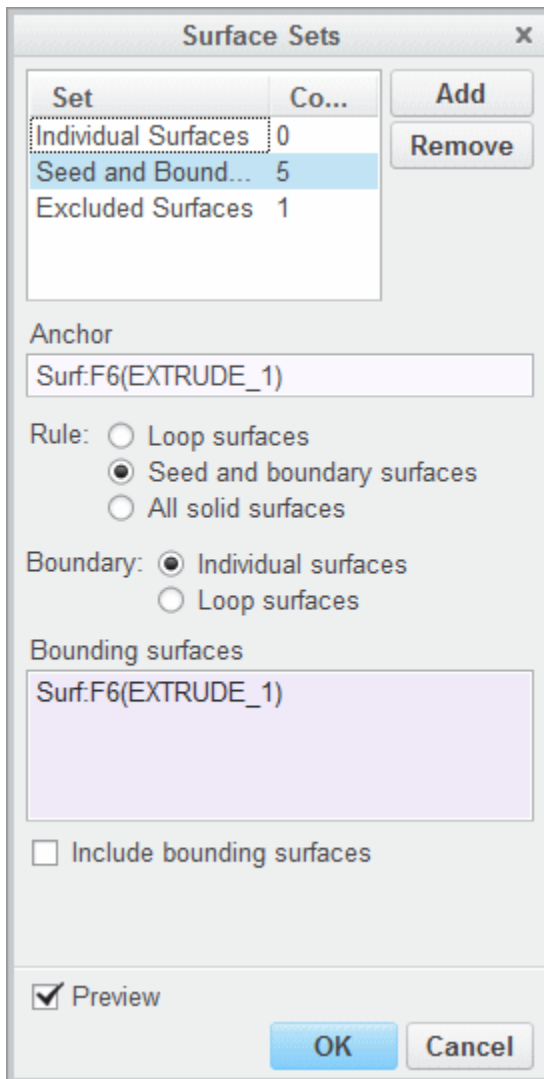 Surface Sets
Set Co... Add
Individual Surfaces 0 Remove
Seed and Bound... 5
Excluded Surfaces 1
Anchor
Surf:F6(EXTRUDE_1)
Rule: Loop surfaces
Seed and boundary surfaces
All solid surfaces
Boundary: Individual surfaces
Loop surfaces
Bounding surfaces
Surf:F6(EXTRUDE_1)
Include bounding surfaces
Preview
OK Cancel